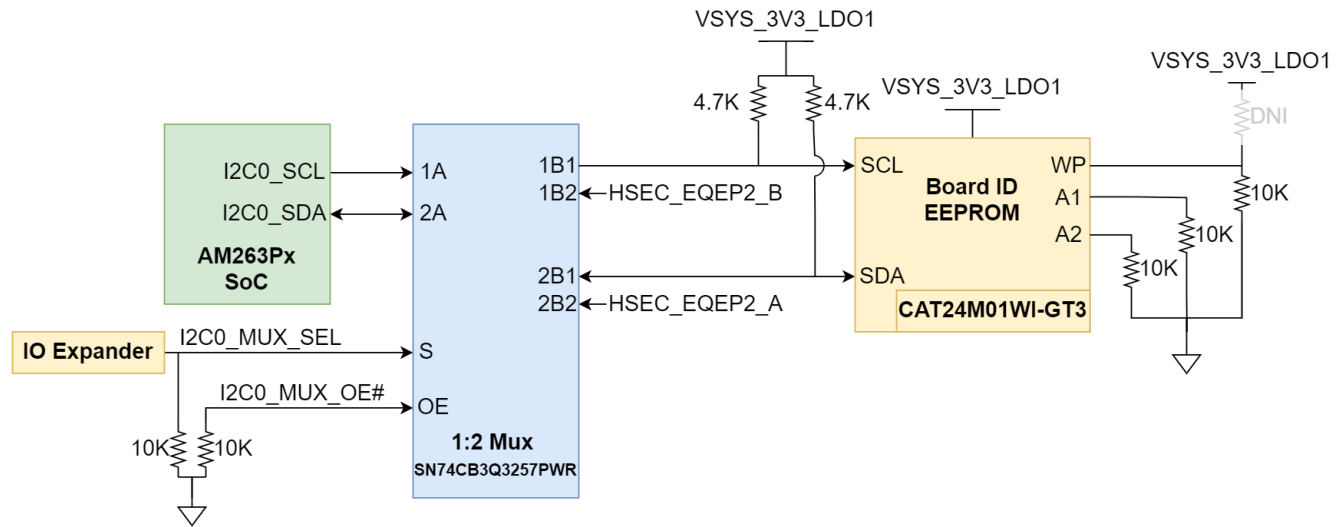 VSYS_3V3_LDO1
VSYS_3V3_LDO1
VSYS_3V3_LDO1
4.7K
4.7K
DNI
I2C0_SCL
I2C0_SDA
AM263Px
SoC
1A
2A
1B1
1B2
HSEC_EQEP2_B
2B1
2B2
HSEC_EQEP2_A
S
OE
1:2 Mux
SN74CB3Q3257PWR
SCL
SDA
Board ID
EEPROM
WP
A1
A2
CAT24M01WI-GT3
10K
10K
10K
IO Expander
I2C0_MUX_SEL
I2C0_MUX_OE#
10K
10K